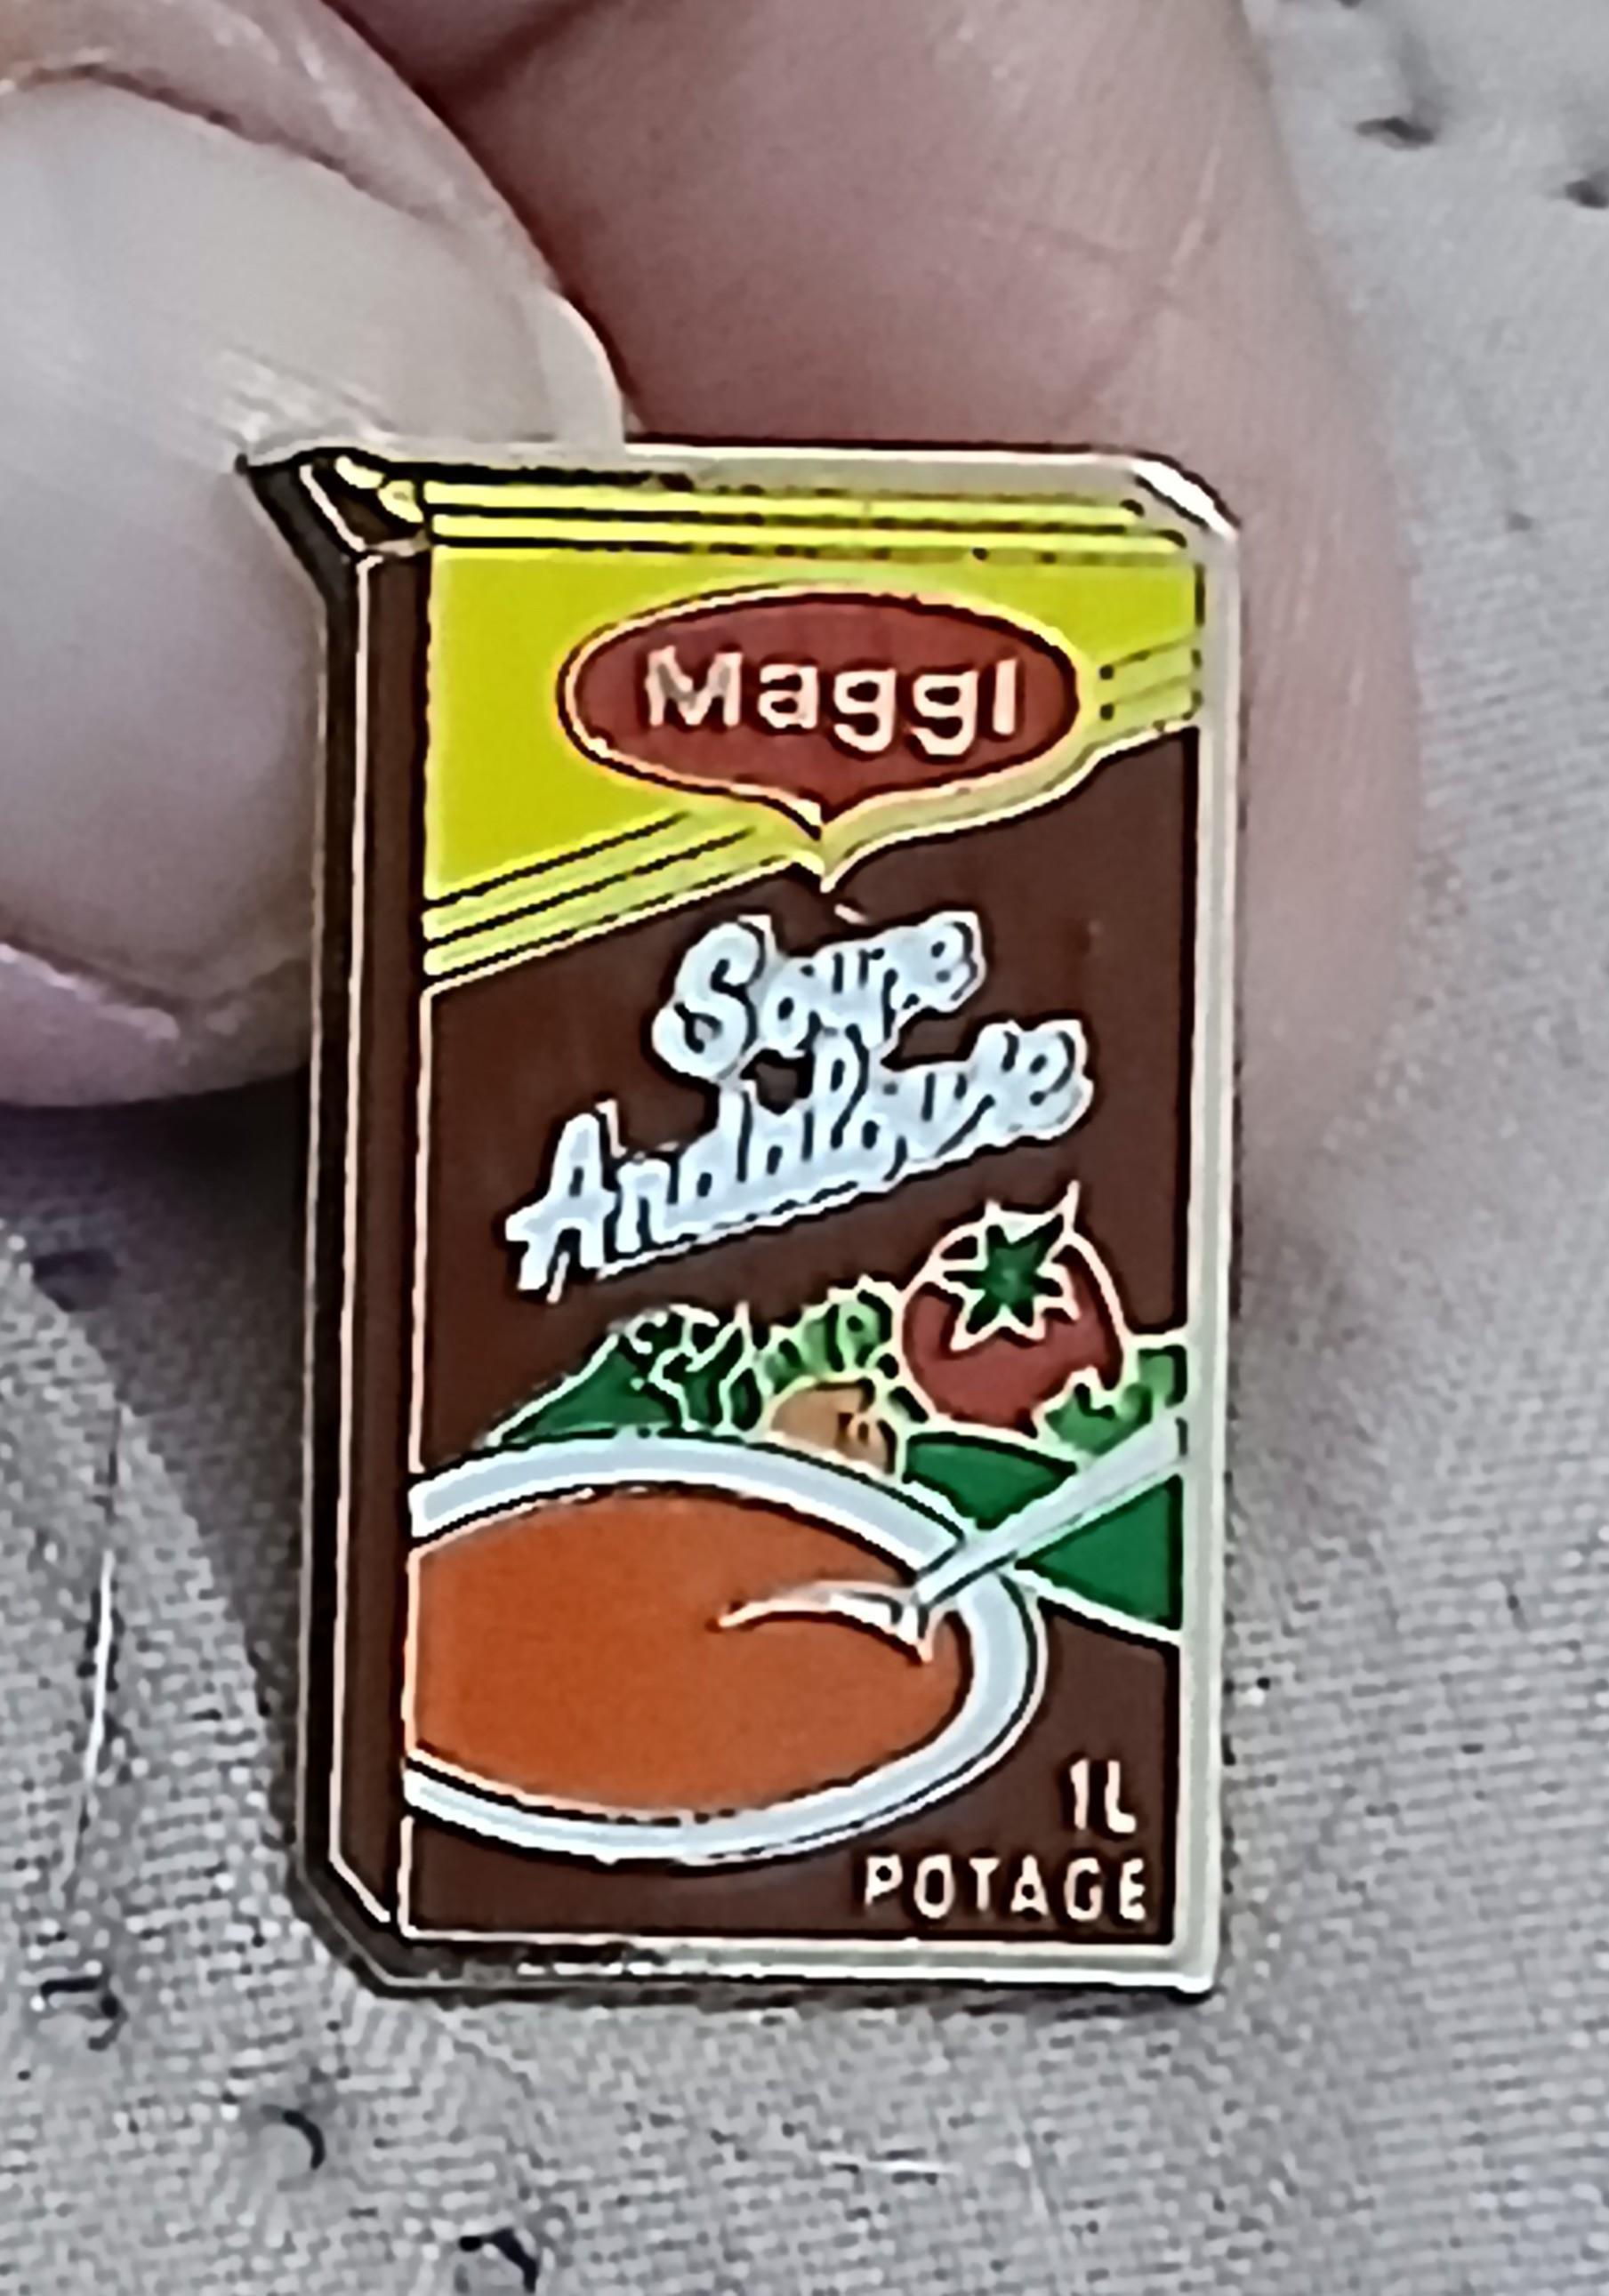 Maggi
Soupe
Andalouse
1L
POTAGE